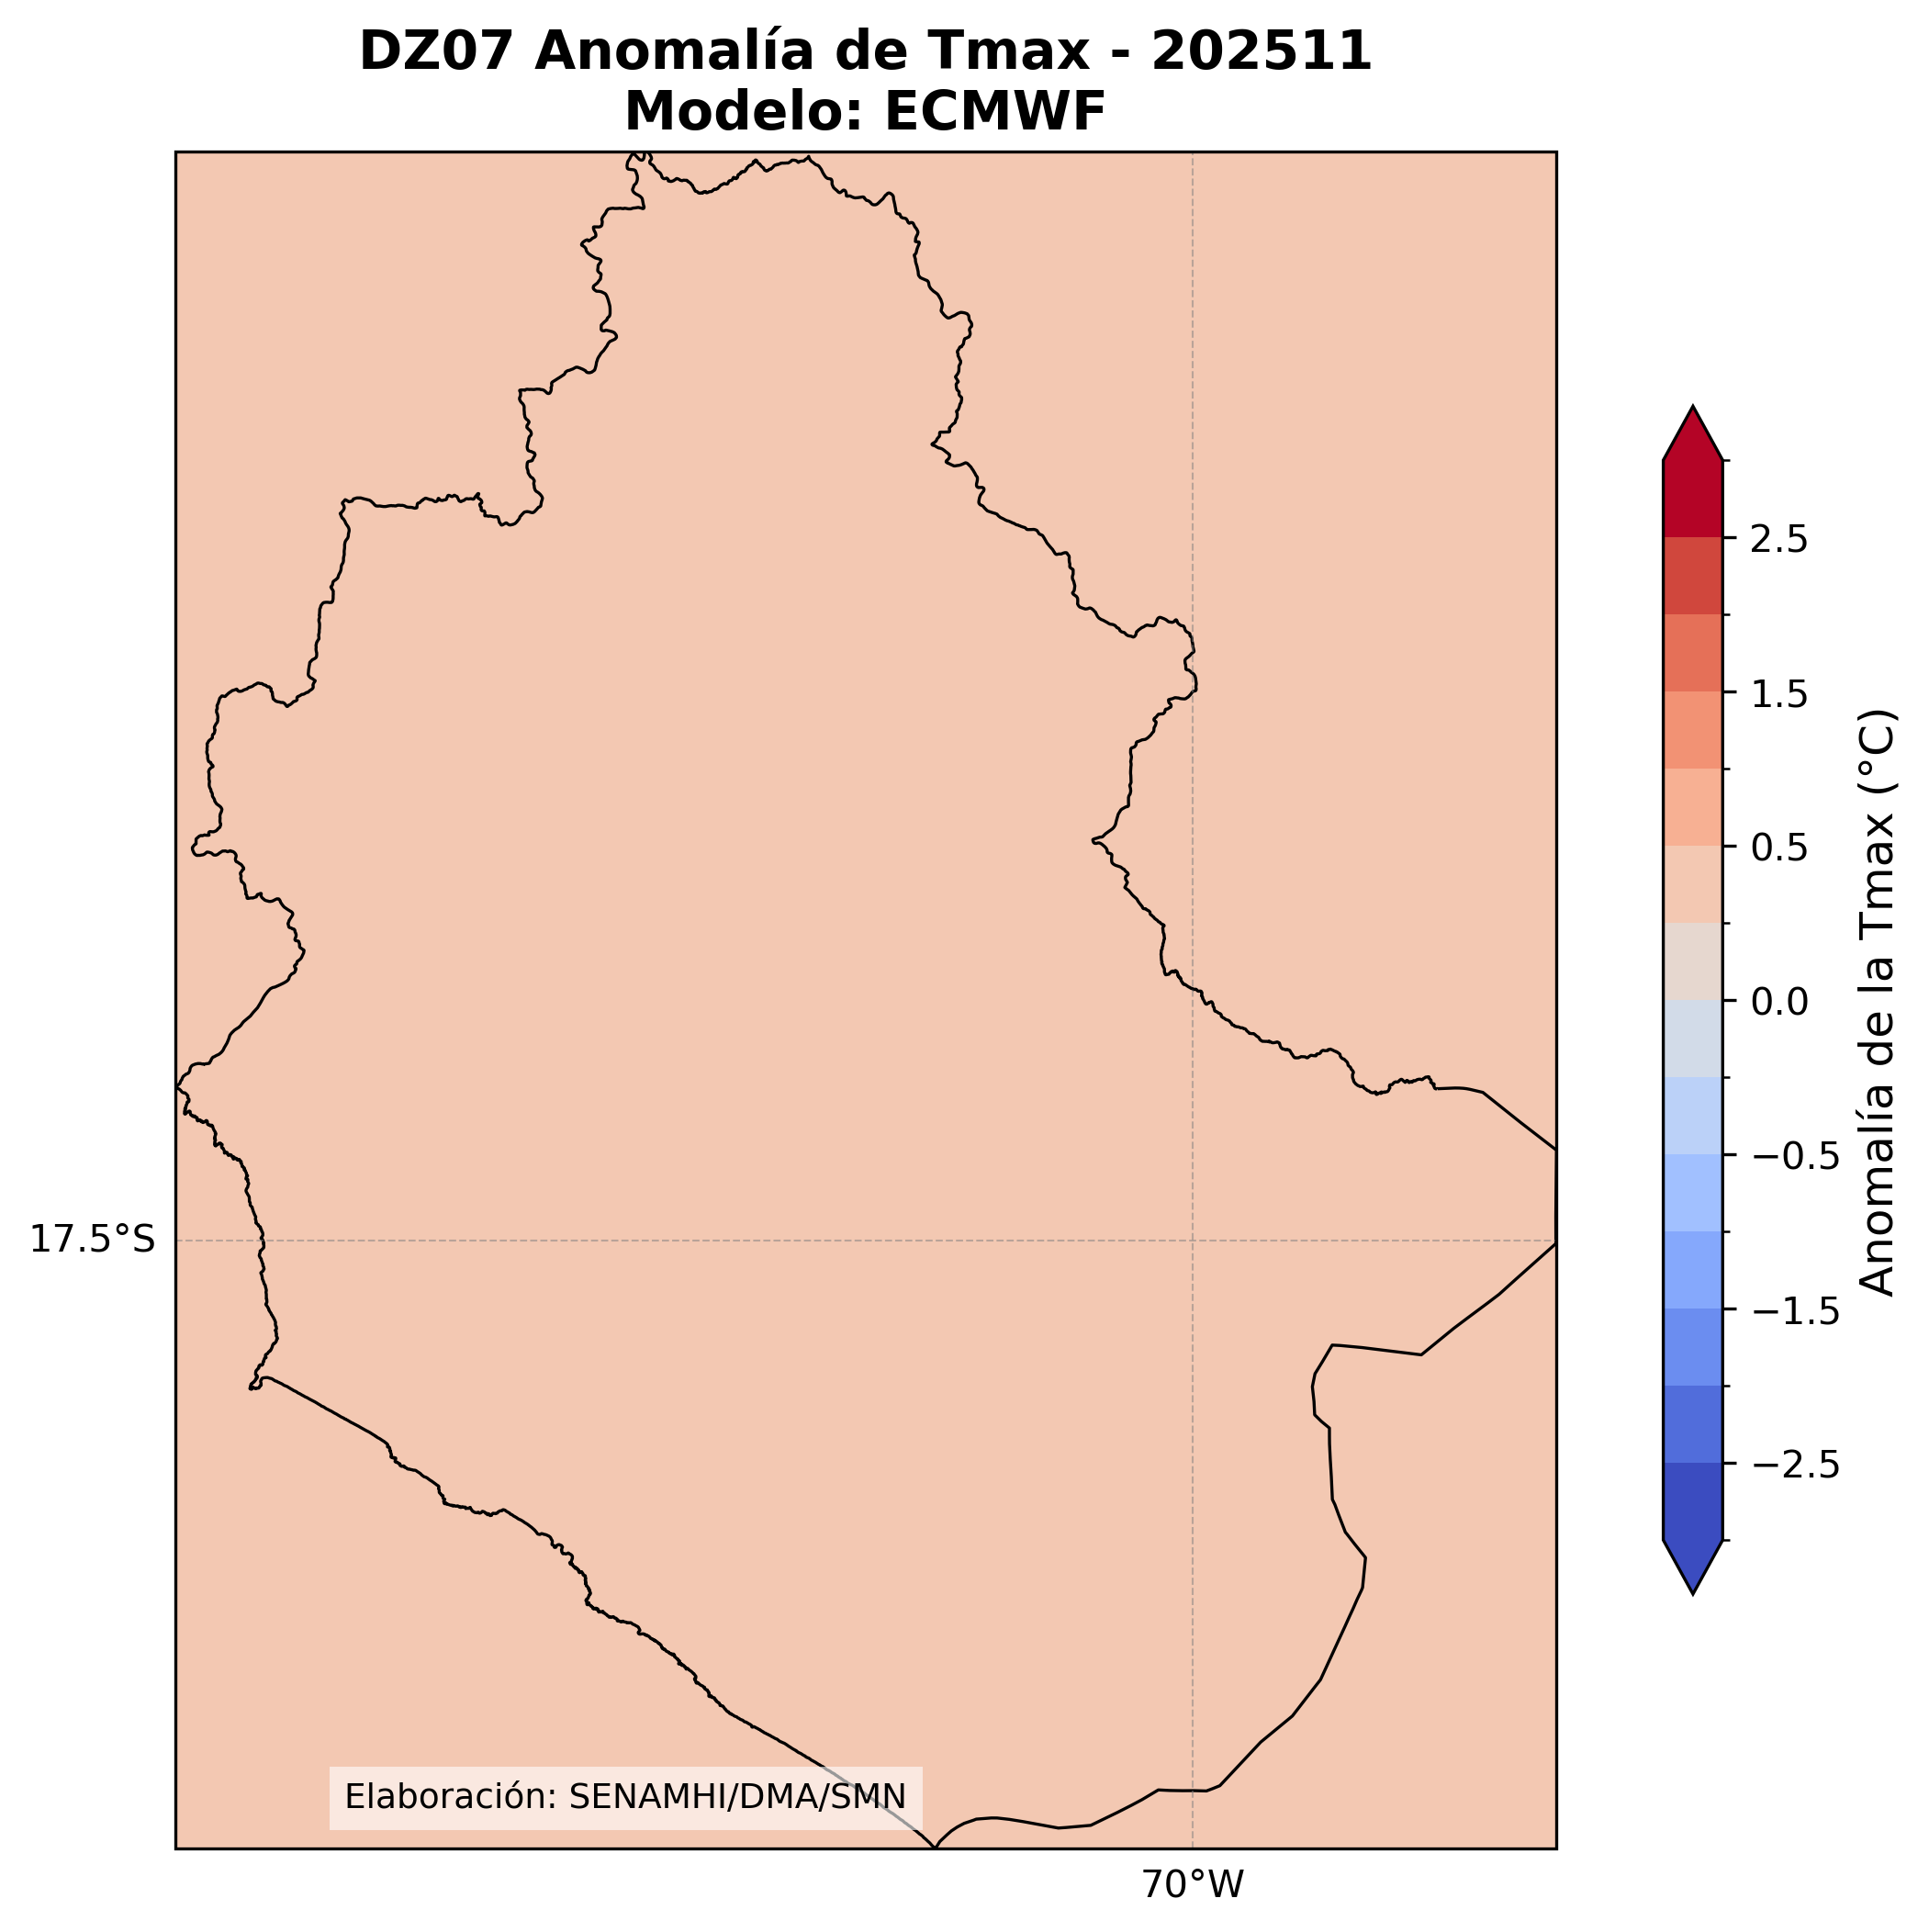 DZ07 Anomalía de Tmax - 202511
Modelo: ECMWF
2.5
1.5
0.5
0.0
−0.5
−1.5
−2.5
Anomalía de la Tmax (°C)
17.5°S
Elaboración: SENAMHI/DMA/SMN
70°W